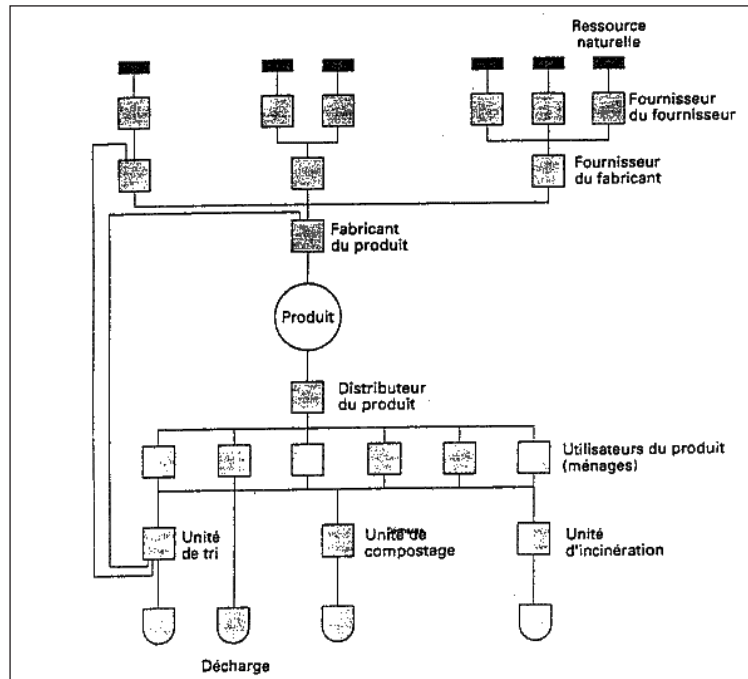 Ressource
naturelle
Fournisseur
du fournisseur
Fournisseur
du fabricant
Fabricant
du produit
Produit
Distributeur
du produit
Utilisateurs du produit
(ménages)
Unité
de tri
Unité de
compostage
Unité
d'incinération
Décharge